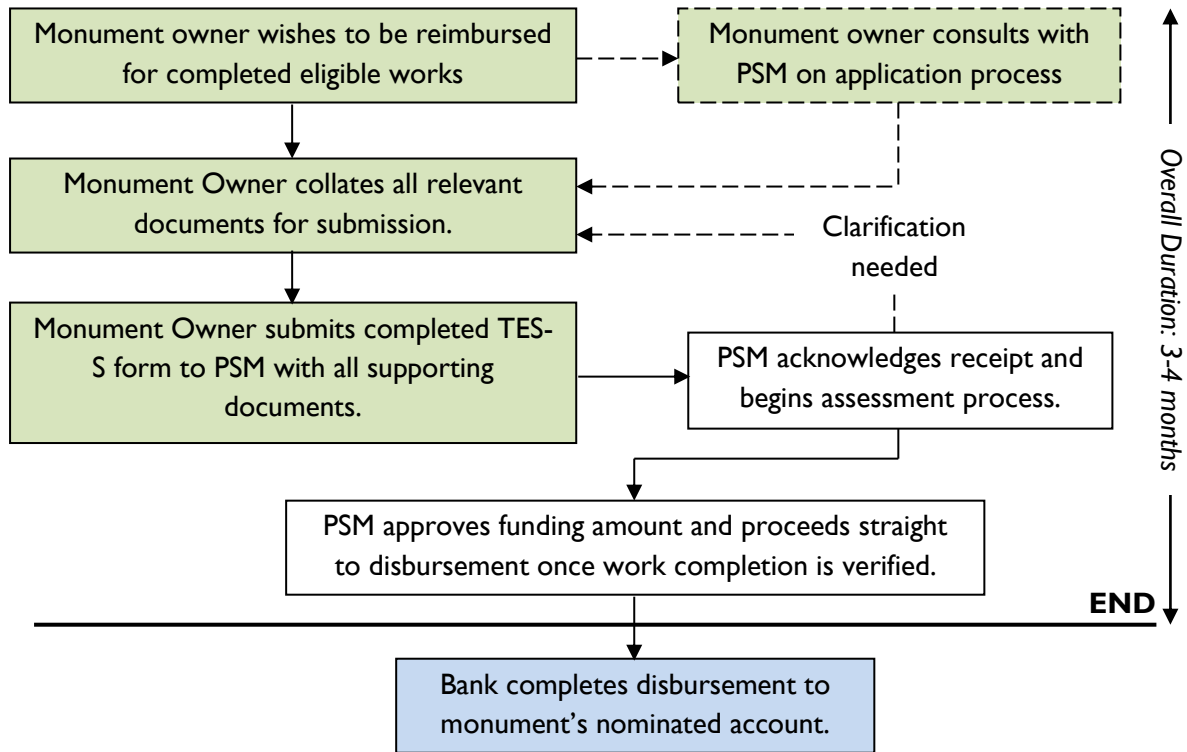 Monument owner wishes to be reimbursed
for completed eligible works
Monument owner consults with
PSM on application process
Monument Owner collates all relevant
documents for submission.
Clarification
needed
Monument Owner submits completed TES-
S form to PSM with all supporting
documents.
PSM acknowledges receipt and
begins assessment process.
PSM approves funding amount and proceeds straight
to disbursement once work completion is verified.
END
Bank completes disbursement to
monument's nominated account.
Overall Duration: 3-4 months